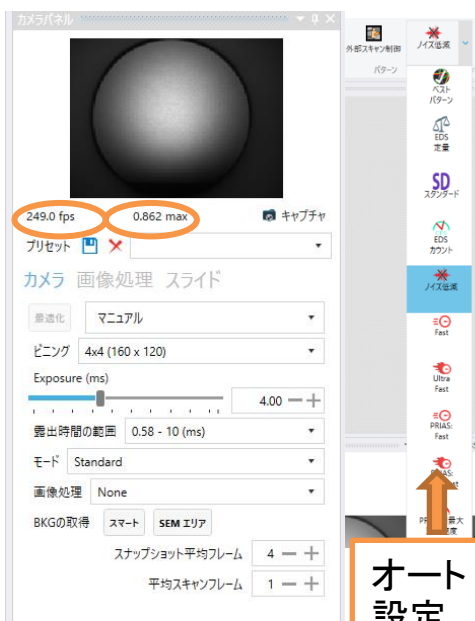 カメラパネル
249.0 fps
0.862 max
キャプチャ
プリセット
カメラ 画像処理 スライド
最適化 マニュアル
ビニング 4x4 (160 x 120)
Exposure (ms)
4.00
露出時間の範囲 0.58 - 10 (ms)
モード Standard
画像処理 None
BKGの取得 スマート SEM エリア
スナップショット平均フレーム 4
平均スキャンフレーム 1
外部スキャン制御
パターン
ノイズ低減
ベスト
パターン
EDS
定量
SD
スタンダード
EDS
カウント
ノイズ低減
Fast
Ultra
Fast
PRIAS:
Fast
オート
設定